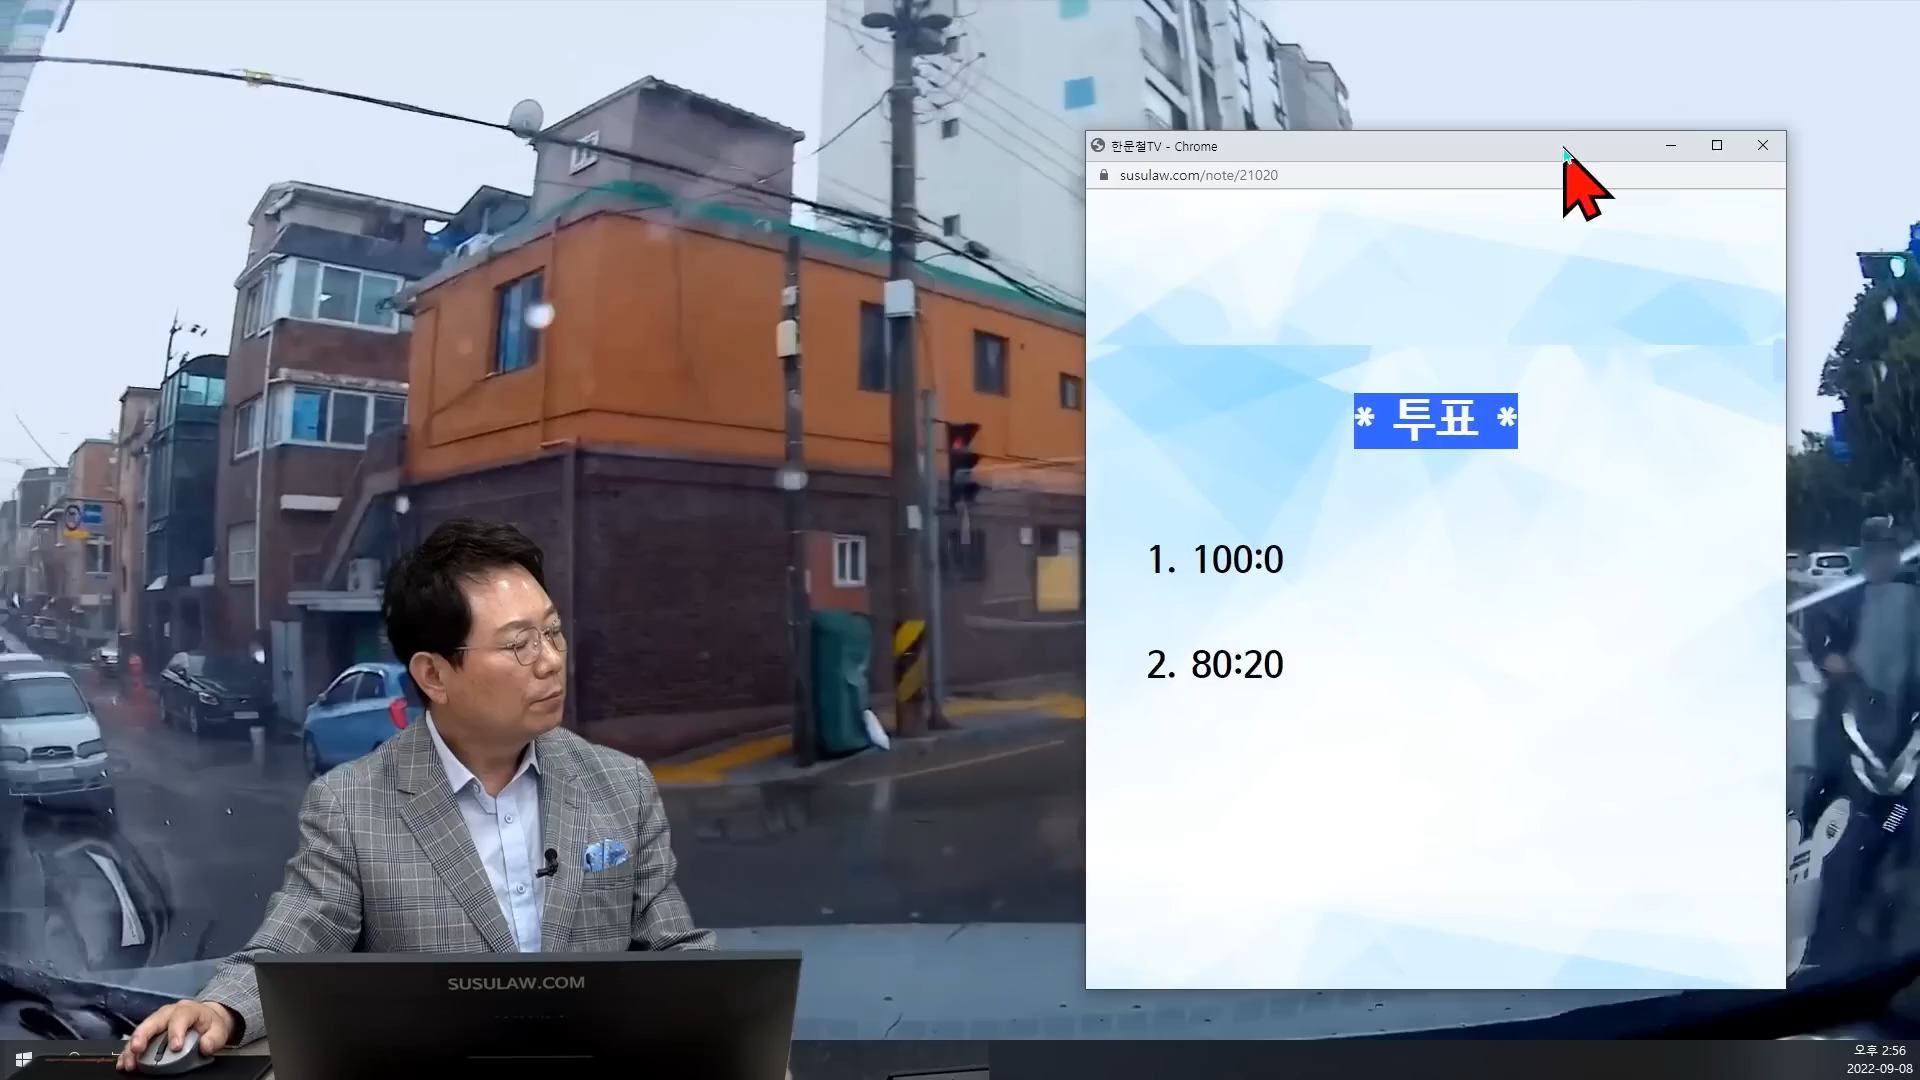 한문철TV - Chrome
susulaw.com/note/21020
* 투표 *
1. 100:0
2. 80:20
SUSULAW.COM
오후 2:56
2022-09-08